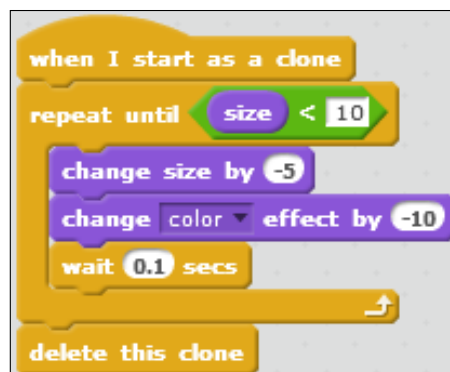 when I start as a clone
repeat until size < 10
change size by -5
change color effect by -10
wait 0.1 secs
delete this clone